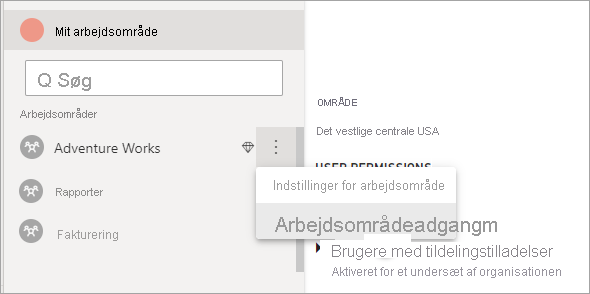 Mit arbejdsområde
Q Søg
Arbejdsområder
Adventure Works
Rapporter
Fakturering
OMRÅDE
Det vestlige centrale USA
USER PERMISSIONS
Indstillinger for arbejdsområde
Arbejdsområdeadgangm
Brugere med tildelingstilladelser
Aktiveret for et undersæt af organisationen